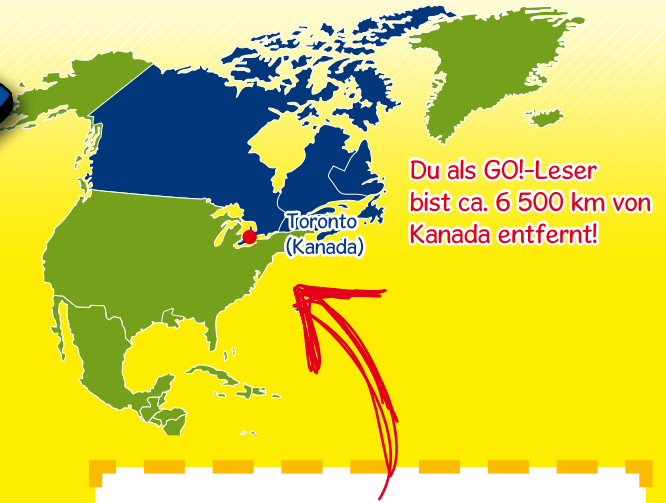 Du als GO!-Leser
bist ca. 6 500 km von
Kanada entfernt!
Toronto
(Kanada)